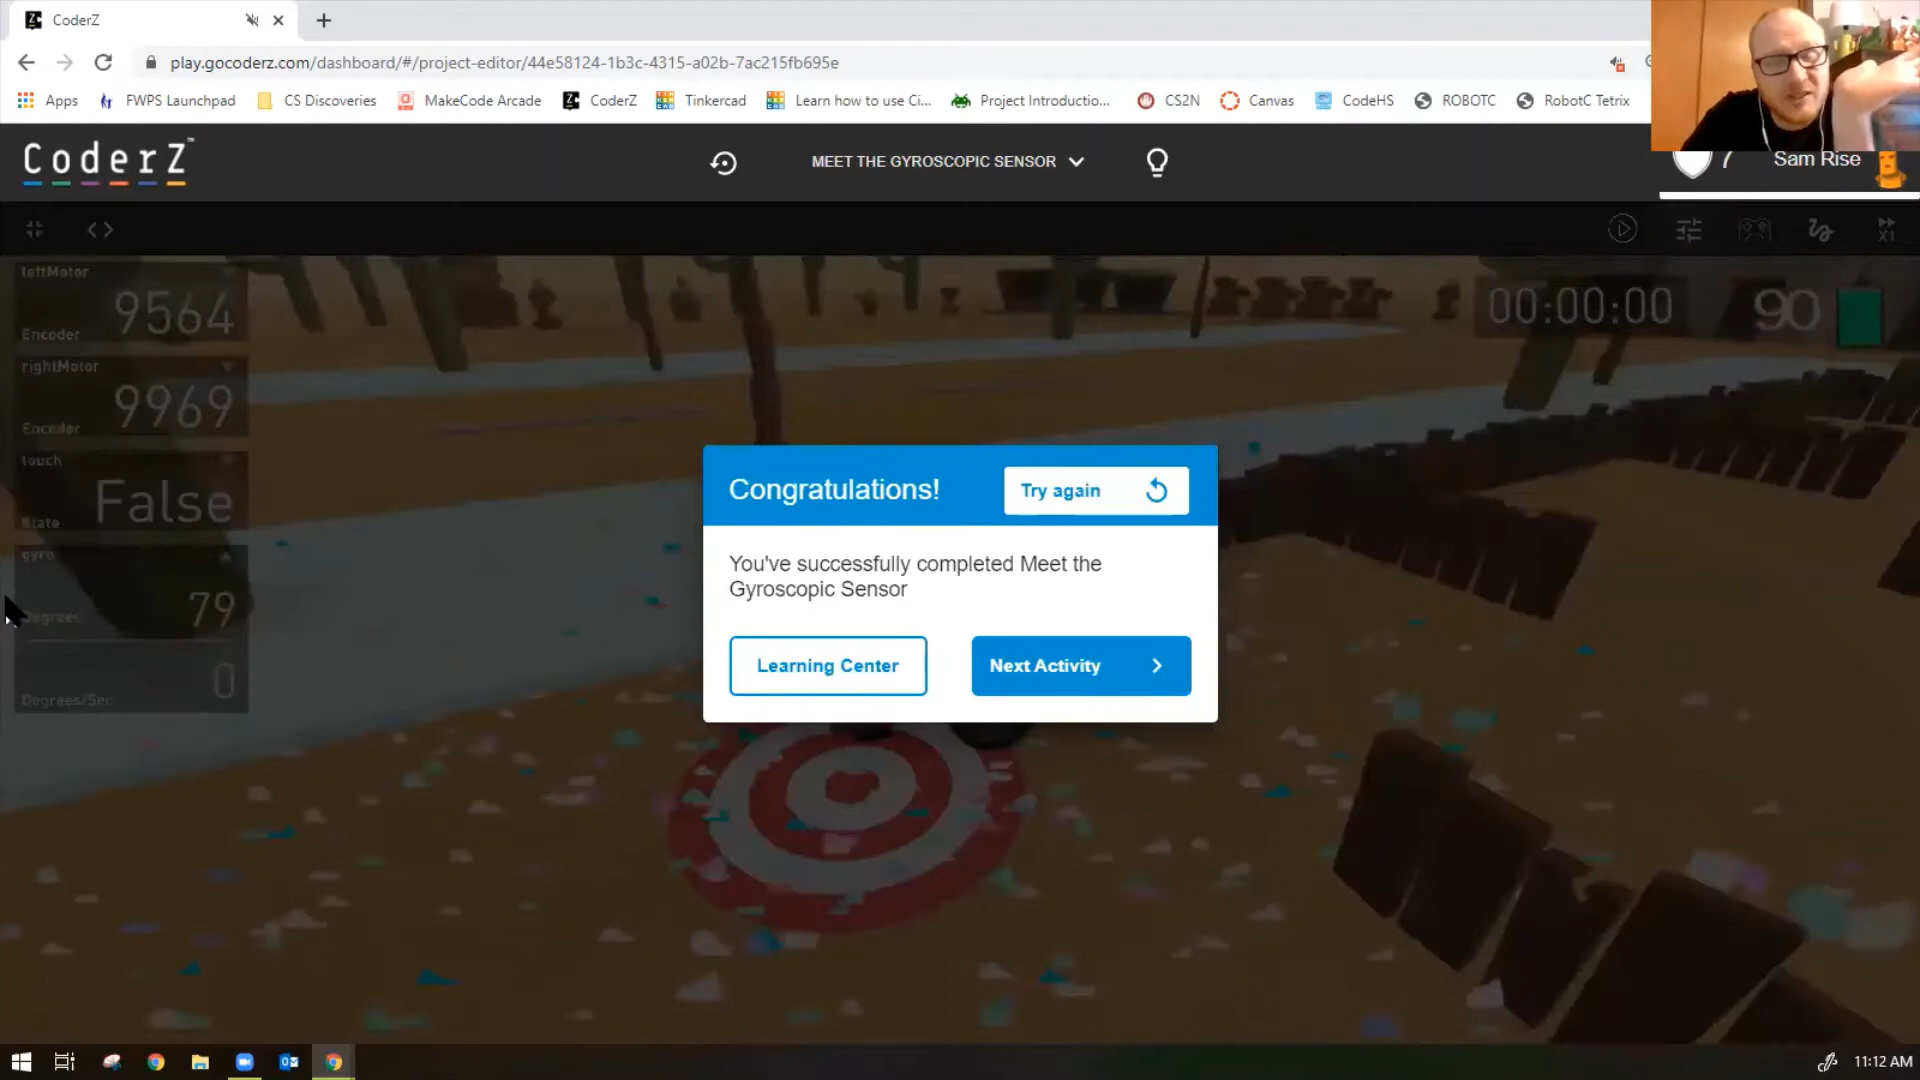 CoderZ
play.gocoderz.com/dashboard/#/project-editor/44e58124-1b3c-4315-a02b-7ac215fb695e
Apps FWPS Launchpad CS Discoveries MakeCode Arcade CoderZ Tinkercad Learn how to use Ci... Project Introductio... CS2N Canvas CodeHS ROBOTC RobotC Tetrix
CoderZ™
MEET THE GYROSCOPIC SENSOR
7 Sam Rise
X1
leftMotor
9564
Encoder
rightMotor
9969
Encoder
touch
False
State
gyro
79
Degrees
0
Degrees/Sec
00:00:00 90
Congratulations! Try again
You've successfully completed Meet the
Gyroscopic Sensor
Learning Center Next Activity
11:12 AM